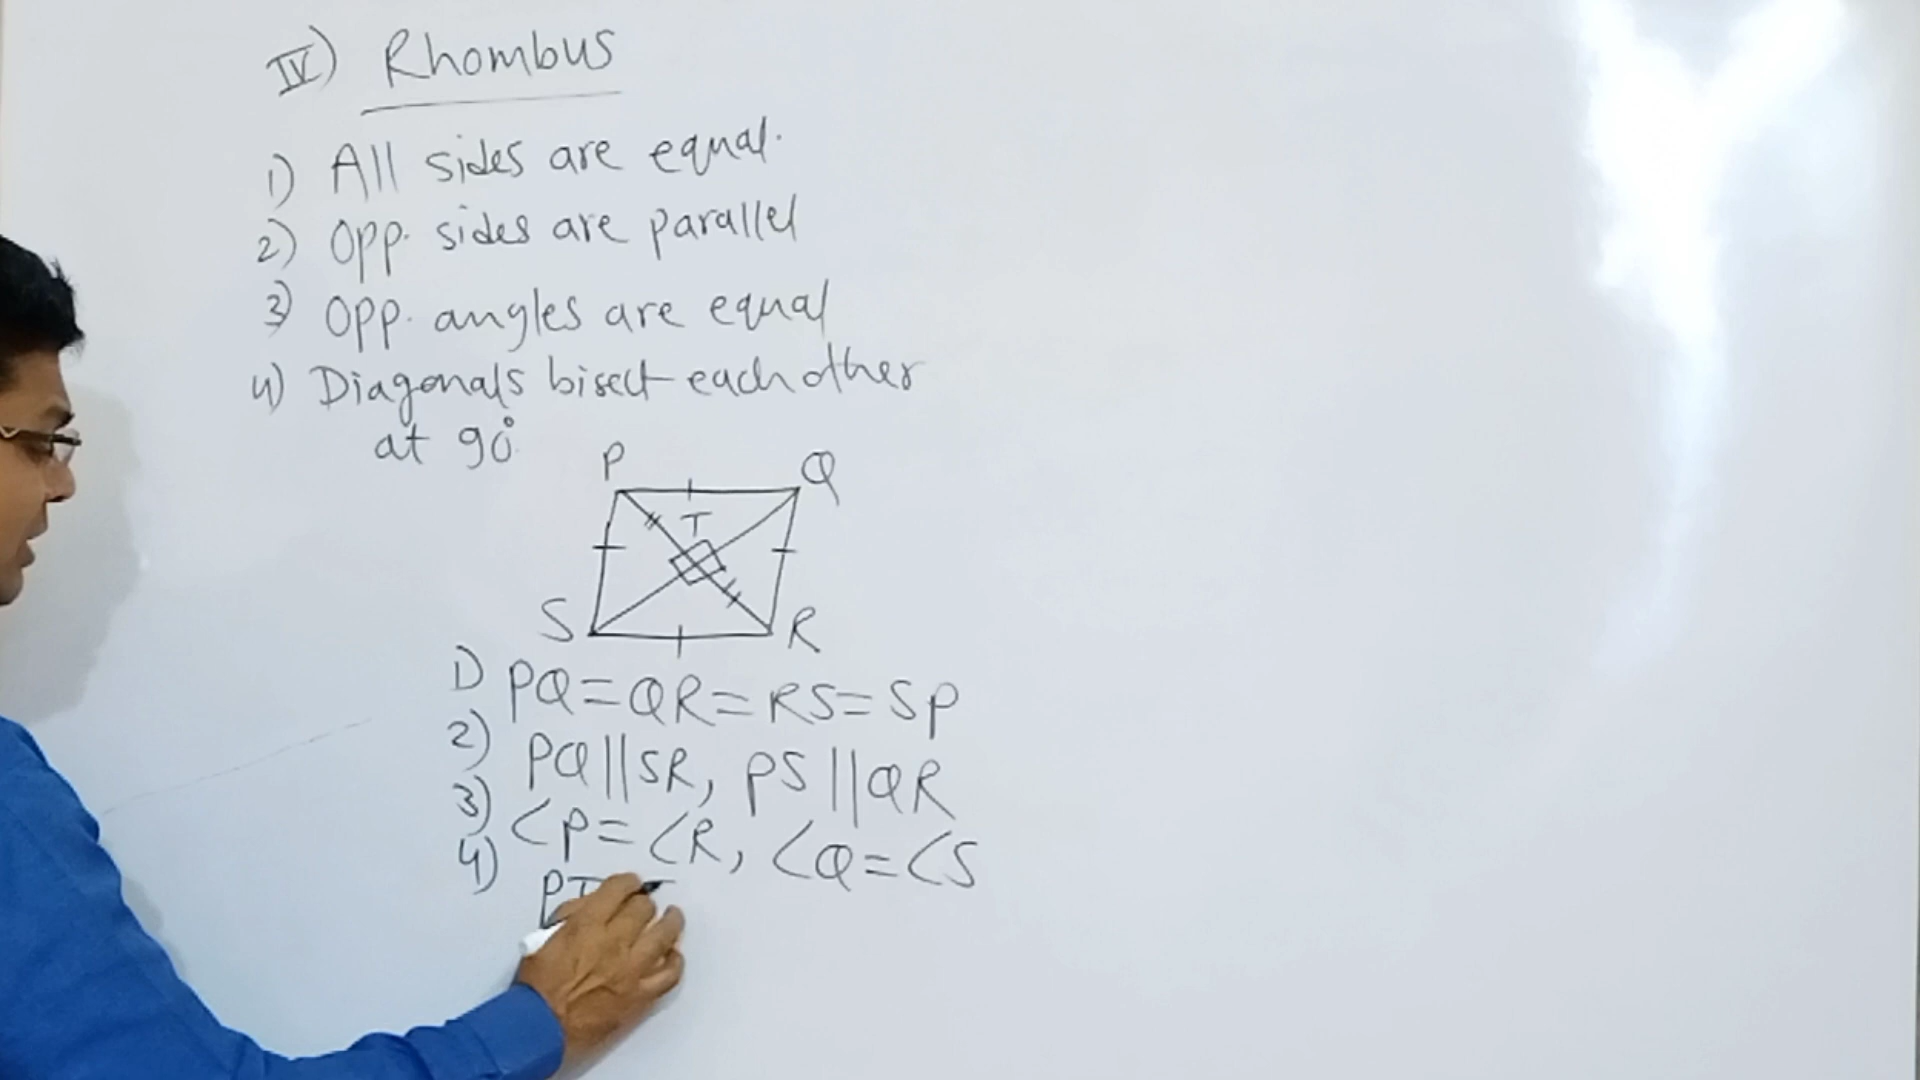 IV) Rhombus
1) All sides are equal.
2) Opp. sides are parallel
3) Opp. angles are equal
4) Diagonals bisect each other
at 90°
P Q
T
S R
1) PQ=QR=RS=SP
2) PQ||SR, PS||QR
3) ∠P=∠R, ∠Q=∠S
4) PT